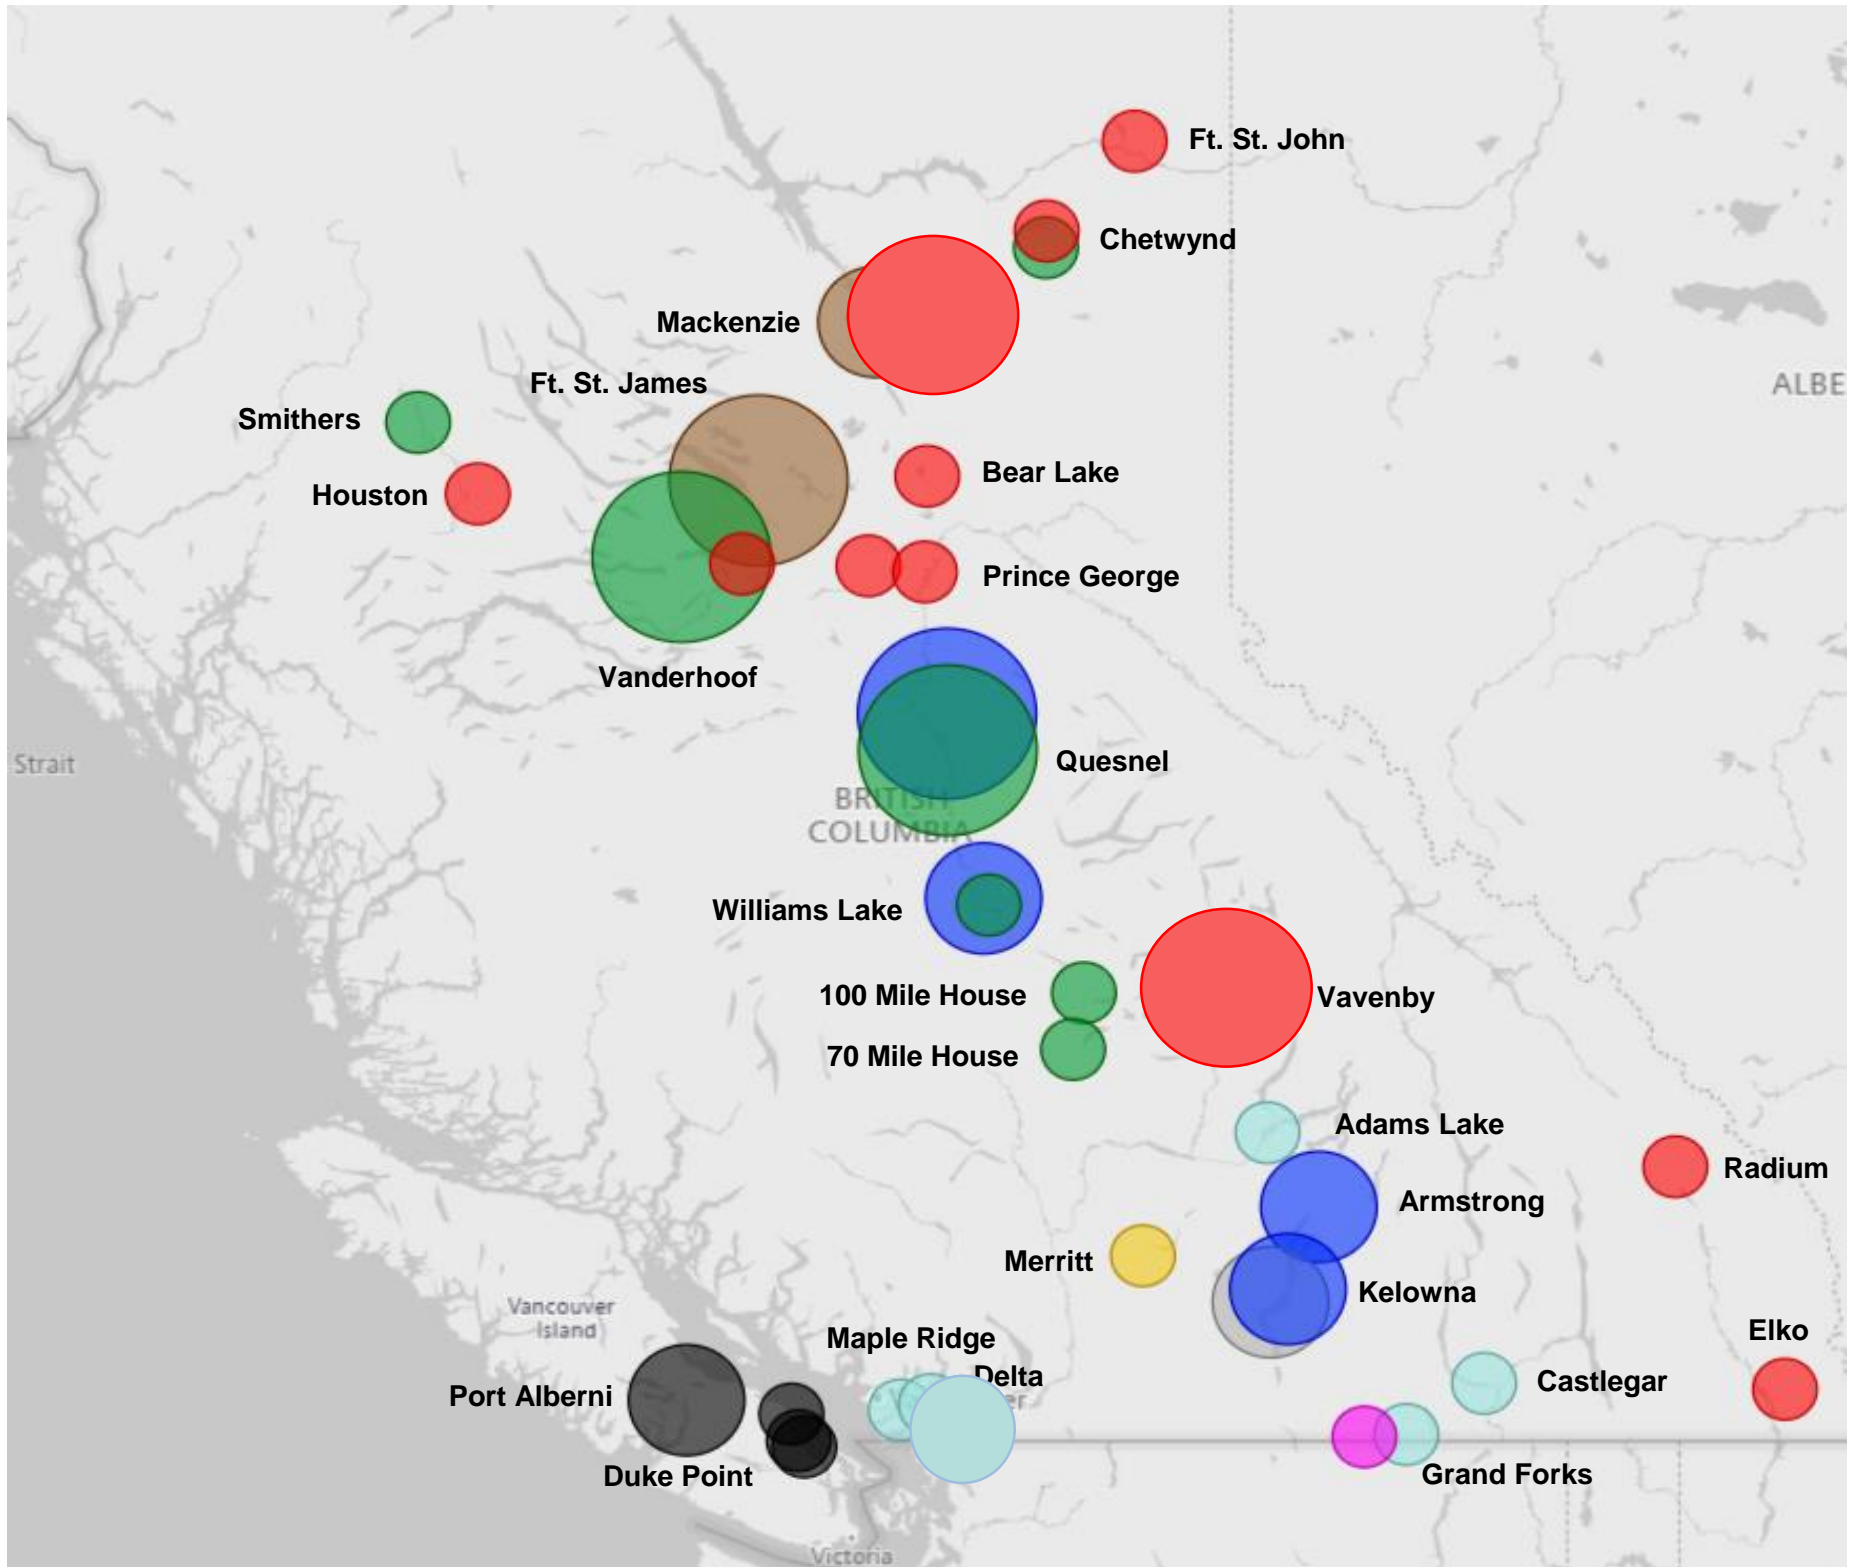 Ft. St. John
Chetwynd
Mackenzie
ALBE
Ft. St. James
Smithers
Bear Lake
Houston
Prince George
Vanderhoof
Strait
Quesnel
BRITISH
COLUMBIA
Williams Lake
100 Mile House
Vavenby
70 Mile House
Adams Lake
Radium
Armstrong
Merritt
Kelowna
Vancouver
Island
Maple Ridge
Elko
Delta
er
Port Alberni
Castlegar
Duke Point
Grand Forks
Victoria